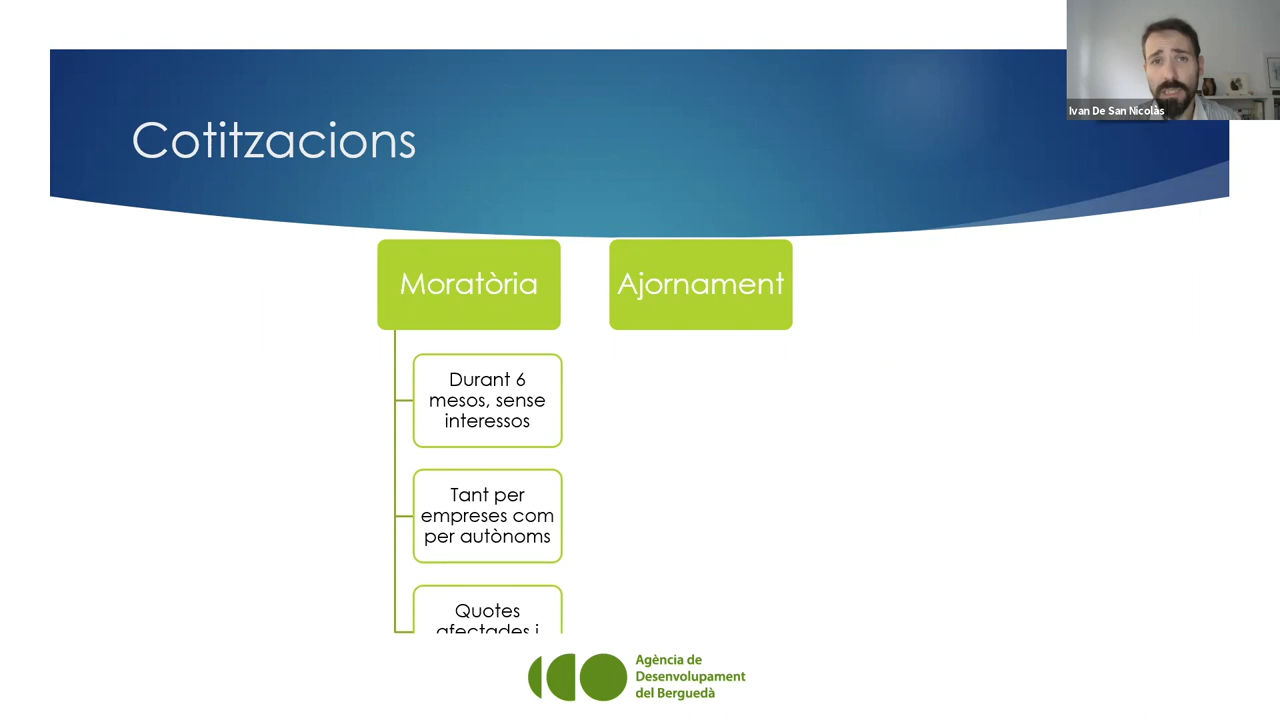 Ivan De San Nicolàs
Cotitzacions
Moratòria
Ajornament
Durant 6
mesos, sense
interessos
Tant per
empreses com
per autònoms
Quotes
afectades i
Agència de
Desenvolupament
del Berguedà